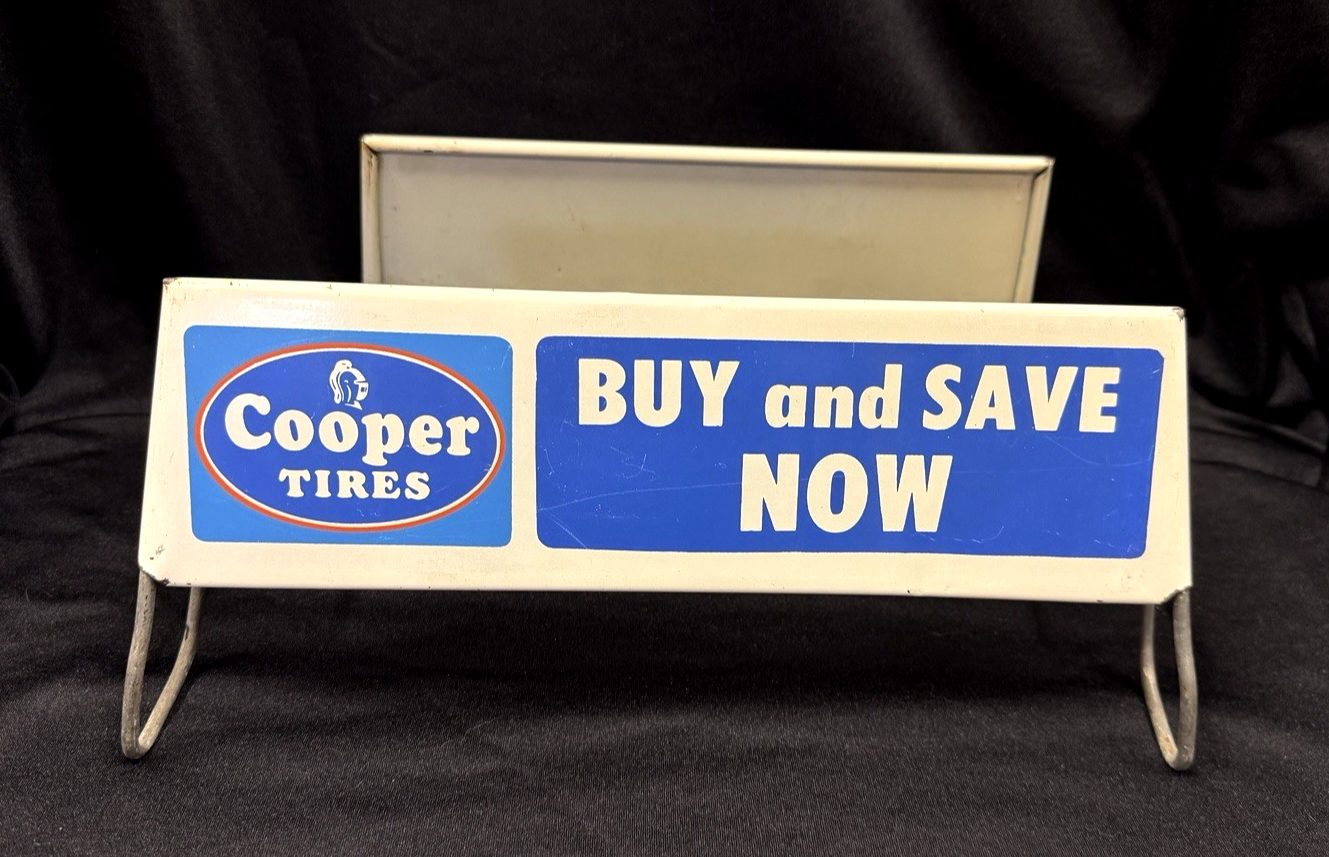 Cooper
TIRES
BUY and SAVE
NOW